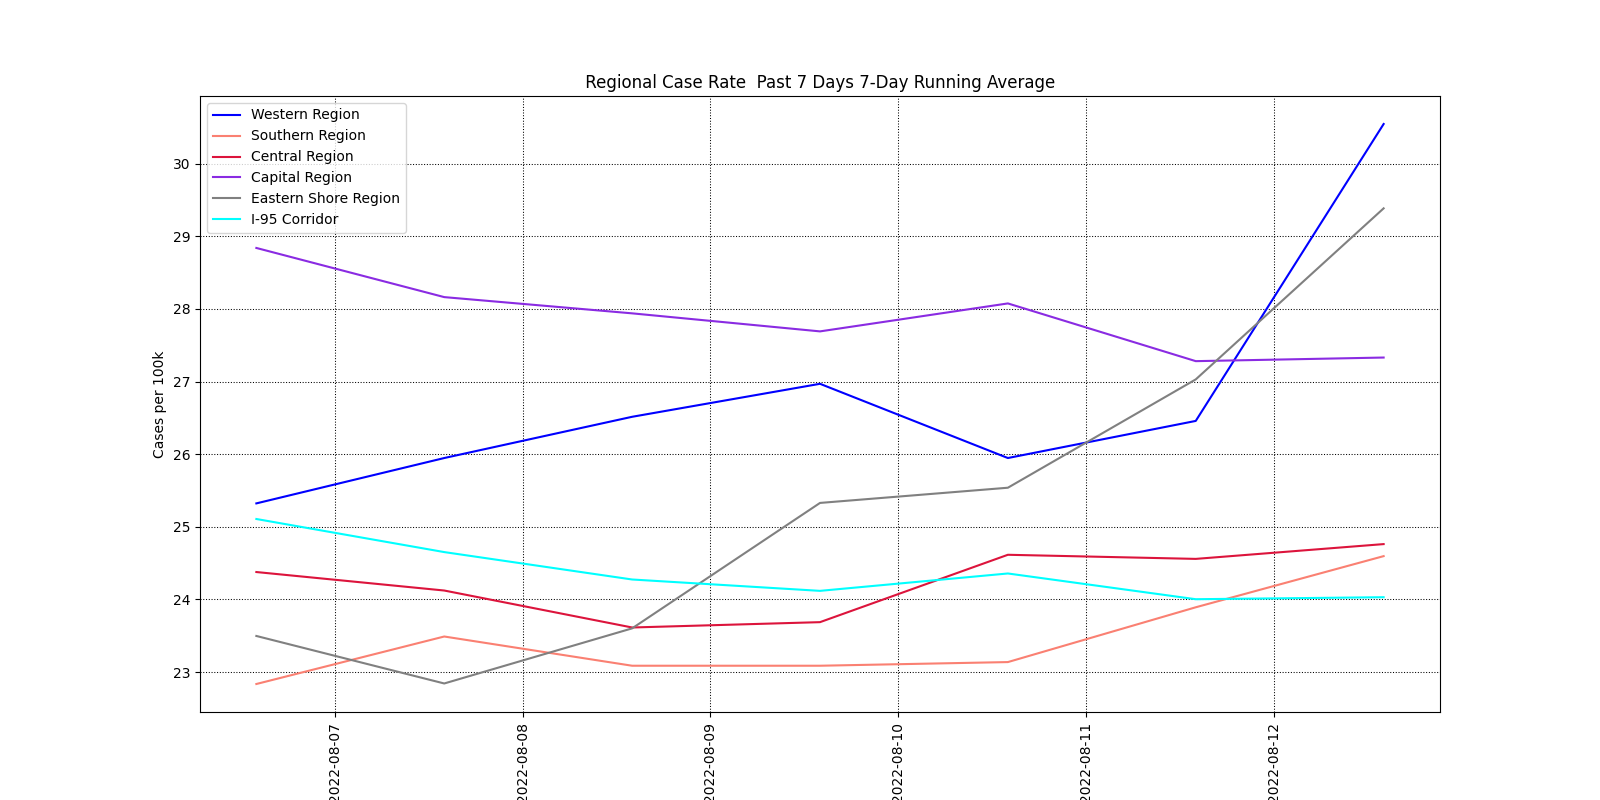 Regional Case Rate  Past 7 Days 7-Day Running Average
Western Region
Southern Region
Central Region
Capital Region
Eastern Shore Region
I-95 Corridor
Cases per 100k
30
29
28
27
26
25
24
23
2022-08-07
2022-08-08
2022-08-09
2022-08-10
2022-08-11
2022-08-12